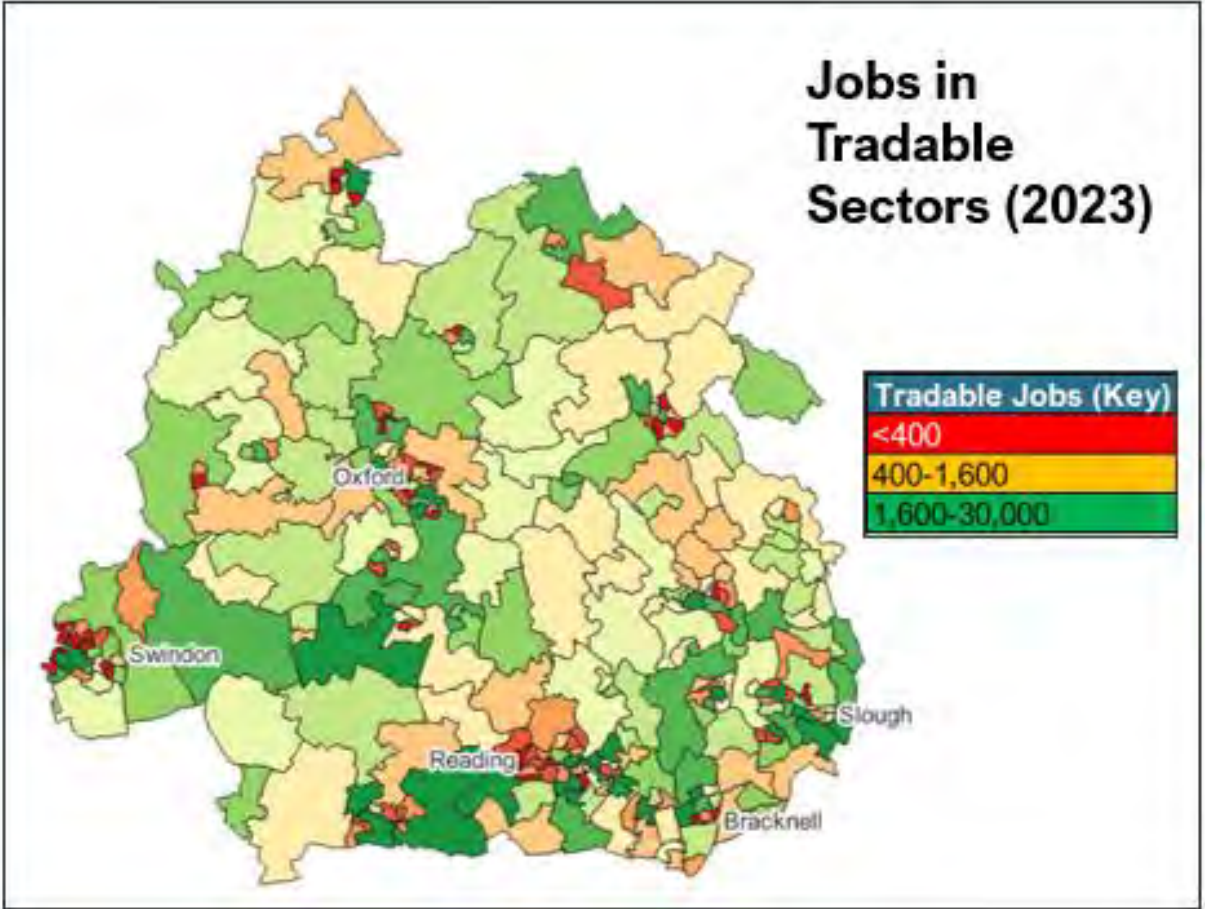 Jobs in
Tradable
Sectors (2023)
Tradable Jobs (Key)
<400
400-1,600
1,600-30,000
Oxford
Swindon
Slough
Reading
Bracknell